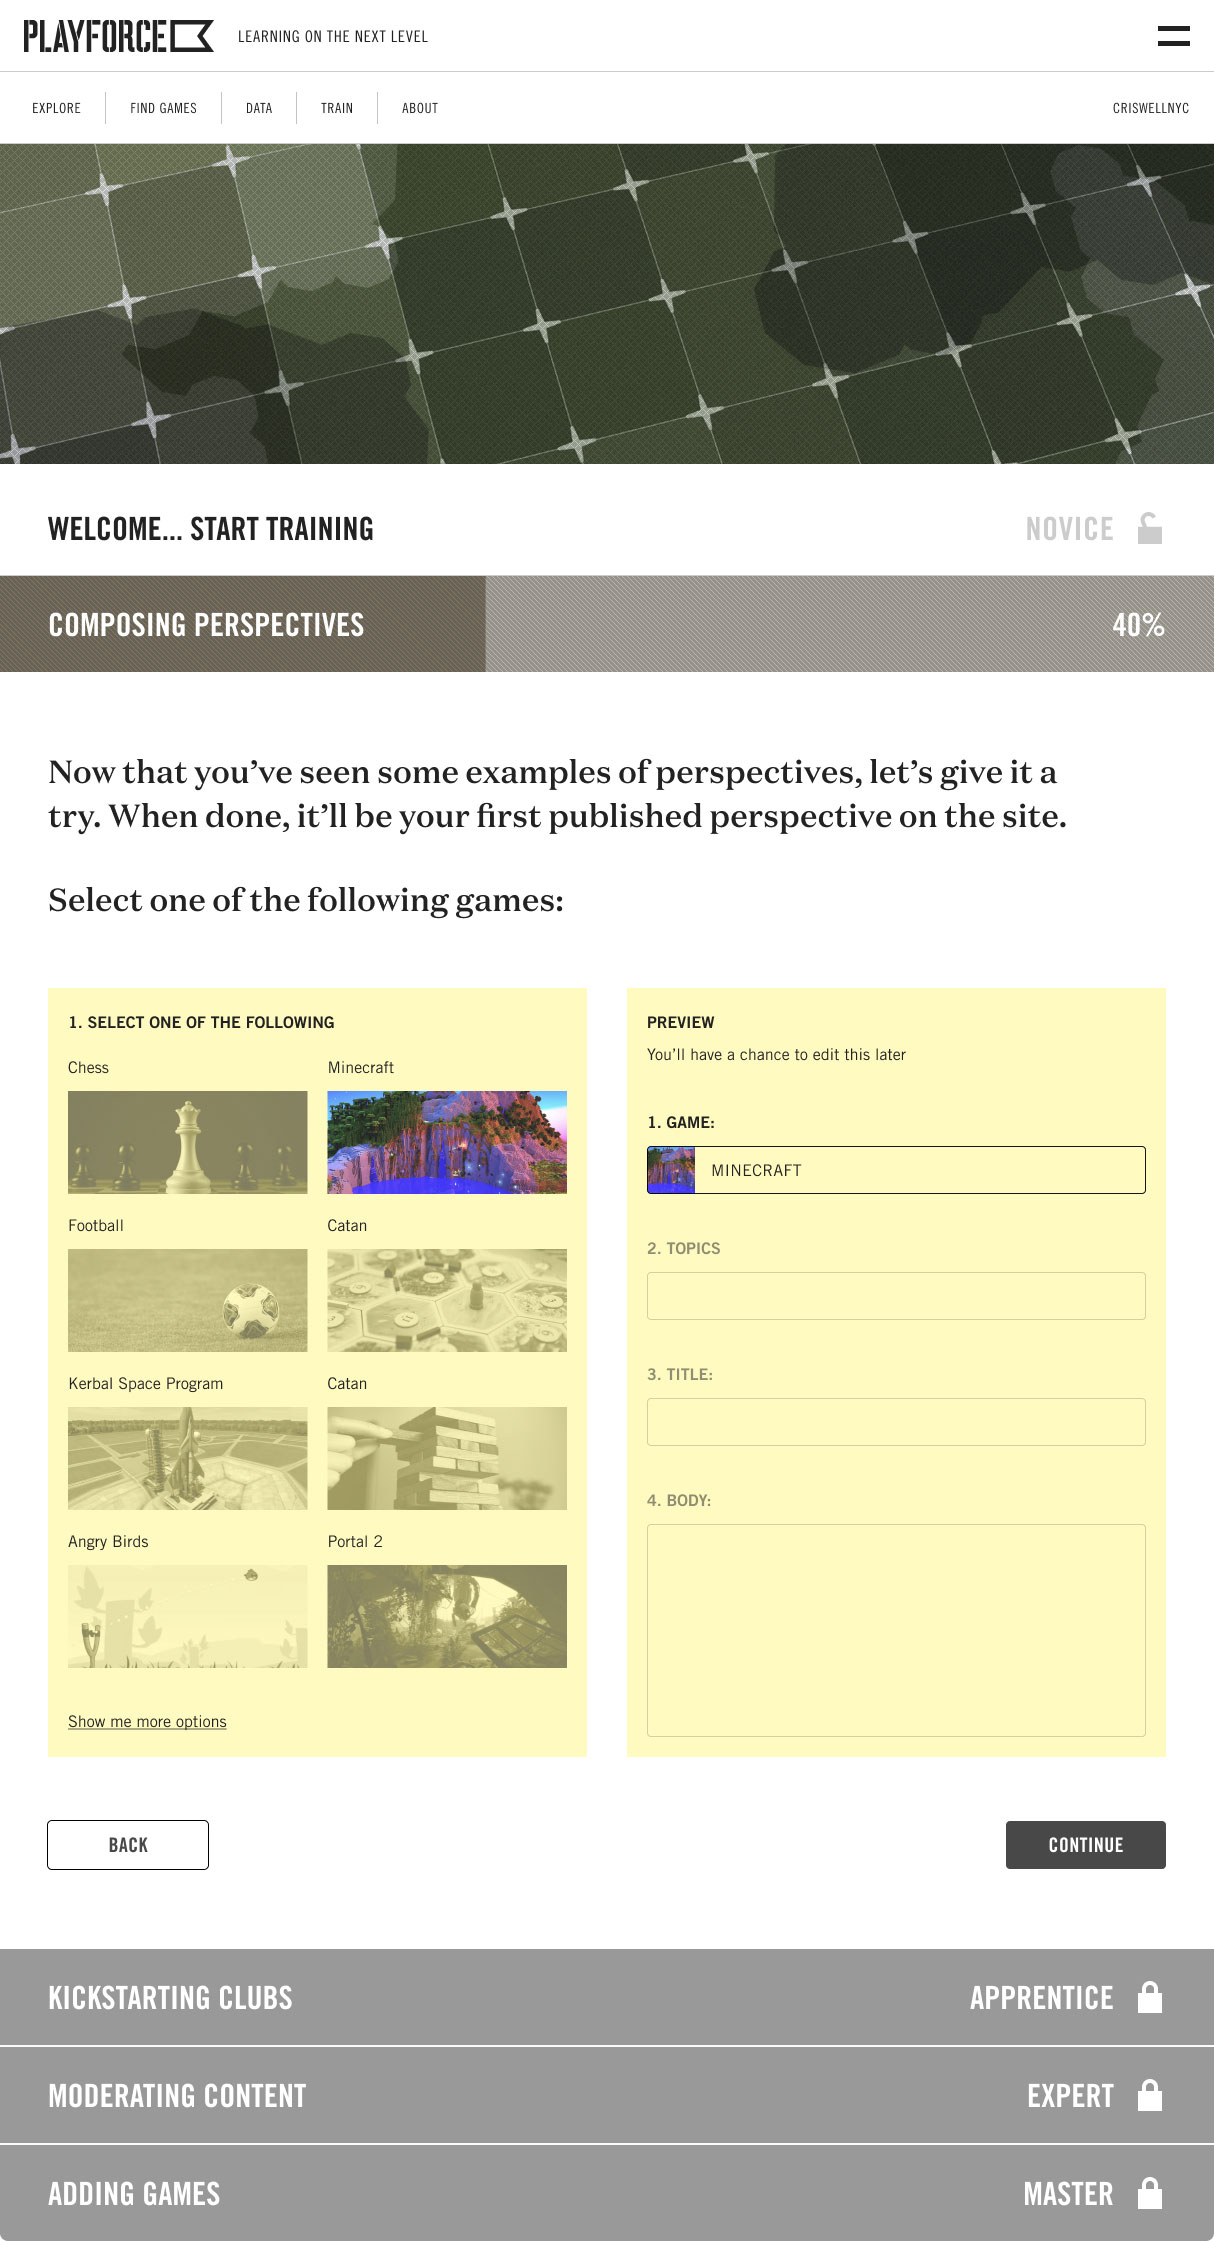 PLAYFORCE
LEARNING ON THE NEXT LEVEL
EXPLORE
FIND GAMES
DATA
TRAIN
ABOUT
CRISWELLNYC
WELCOME... START TRAINING
NOVICE
COMPOSING PERSPECTIVES
40%
Now that you’ve seen some examples of perspectives, let’s give it a
try. When done, it’ll be your first published perspective on the site.
Select one of the following games:
1. SELECT ONE OF THE FOLLOWING
Chess
Minecraft
Football
Catan
Kerbal Space Program
Catan
Angry Birds
Portal 2
Show me more options
PREVIEW
You’ll have a chance to edit this later
1. GAME:
MINECRAFT
2. TOPICS
3. TITLE:
4. BODY:
BACK
CONTINUE
KICKSTARTING CLUBS
APPRENTICE
MODERATING CONTENT
EXPERT
ADDING GAMES
MASTER